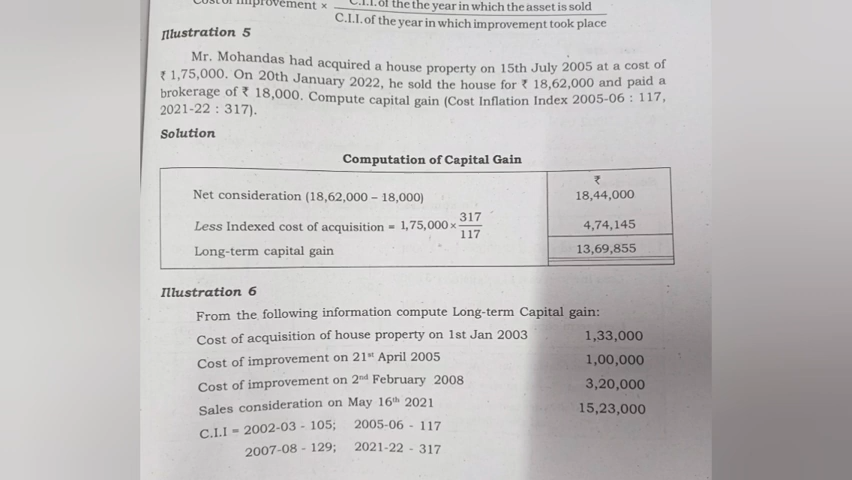 Cost of improvement × C.I.I. of the the year in which the asset is sold
C.I.I. of the year in which improvement took place
Illustration 5
Mr. Mohandas had acquired a house property on 15th July 2005 at a cost of
₹ 1,75,000. On 20th January 2022, he sold the house for ₹ 18,62,000 and paid a
brokerage of ₹ 18,000. Compute capital gain (Cost Inflation Index 2005-06 : 117,
2021-22 : 317).
Solution
Computation of Capital Gain
₹
Net consideration (18,62,000 – 18,000) 18,44,000
Less Indexed cost of acquisition = 1,75,000 × 317/117 4,74,145
Long-term capital gain 13,69,855
Illustration 6
From the following information compute Long-term Capital gain:
Cost of acquisition of house property on 1st Jan 2003 1,33,000
Cost of improvement on 21st April 2005 1,00,000
Cost of improvement on 2nd February 2008 3,20,000
Sales consideration on May 16th 2021 15,23,000
C.I.I = 2002-03 - 105; 2005-06 - 117
2007-08 - 129; 2021-22 - 317